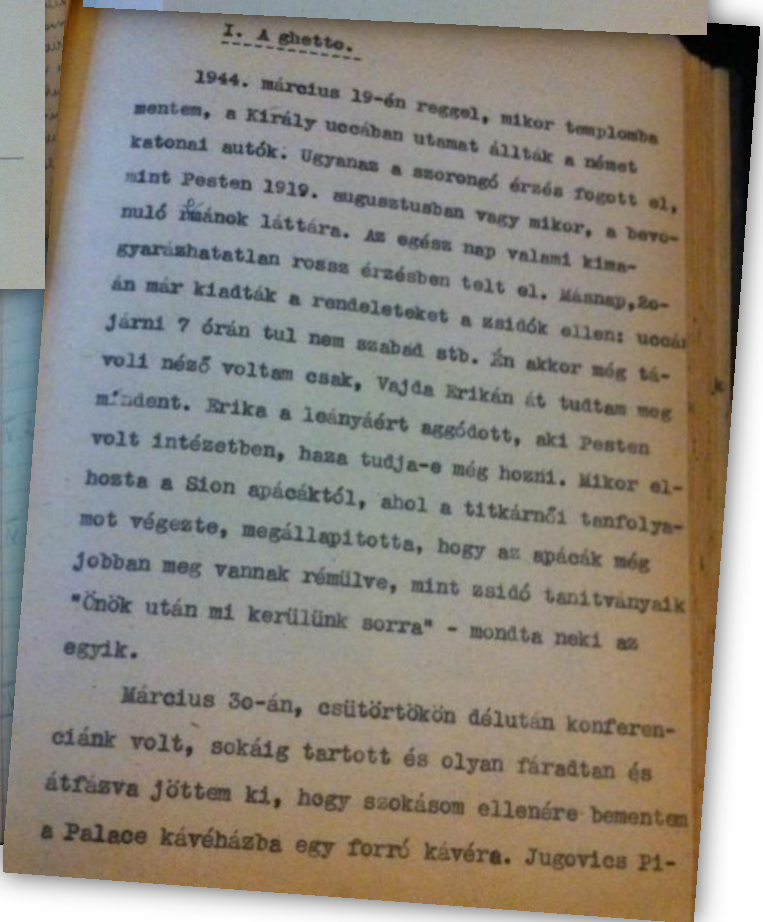 I. A ghetto.
1944. március 19-én reggel, mikor templomba
mentem, a Király uccában utamat állták a német
katonai autók. Ugyanaz a szorongó érzés fogott el,
mint Pesten 1919. augusztusban vagy mikor, a bevo-
nuló románok láttára. Az egész nap valami kima-
gyarázhatatlan rossz érzésben telt el. Másnap, 2o-
án már kiadták a rendeleteket a zsidók ellen: uccán
járni 7 órán tul nem szabad stb. Én akkor még tá-
voli néző voltam csak, Vajda Erikán át tudtam meg
mindent. Erika a leányáért aggódott, aki Pesten
volt intézetben, haza tudja-e még hozni. Mikor el-
hozta a Sion apácáktól, ahol a titkárnői tanfolya-
mot végezte, megállapitotta, hogy az apácák még
jobban meg vannak rémülve, mint zsidó tanitványaik
"Önök után mi kerülünk sorra" - mondta neki az
egyik.
Március 3o-án, csütörtökön délután konferen-
ciánk volt, sokáig tartott és olyan fáradtan és
átfázva jöttem ki, hogy szokásom ellenére bementem
a Palace kávéházba egy forró kávéra. Jugovics Pi-